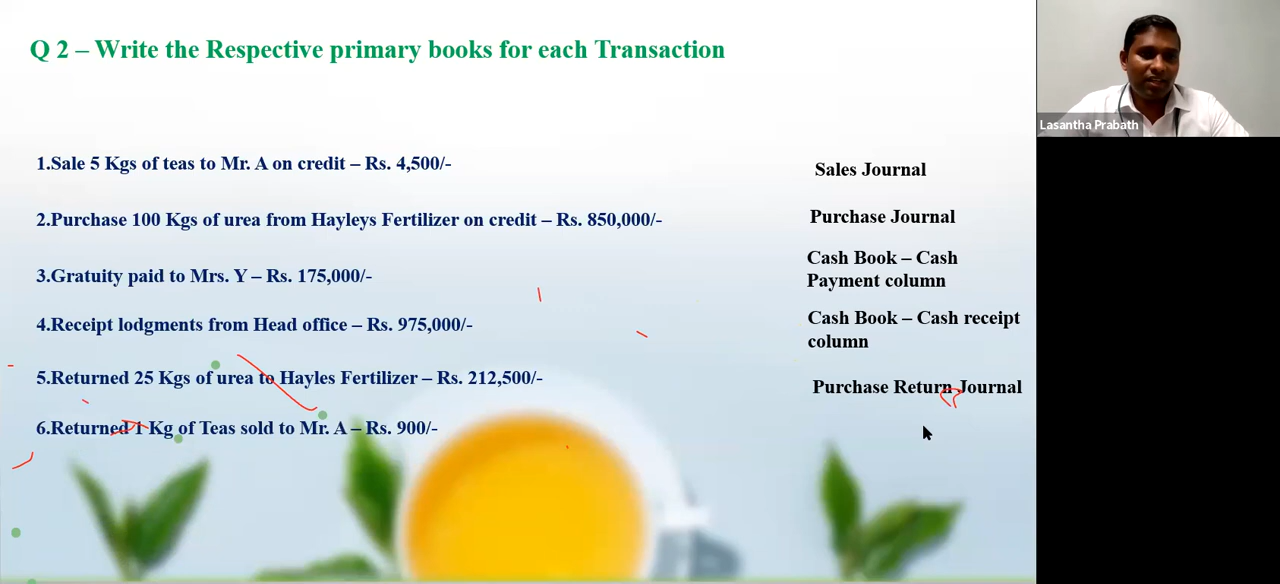 Q 2 – Write the Respective primary books for each Transaction
Lasantha Prabath
1.Sale 5 Kgs of teas to Mr. A on credit – Rs. 4,500/-
Sales Journal
2.Purchase 100 Kgs of urea from Hayleys Fertilizer on credit – Rs. 850,000/-
Purchase Journal
3.Gratuity paid to Mrs. Y – Rs. 175,000/-
Cash Book – Cash
Payment column
4.Receipt lodgments from Head office – Rs. 975,000/-
Cash Book – Cash receipt
column
5.Returned 25 Kgs of urea to Hayles Fertilizer – Rs. 212,500/-
Purchase Return Journal
6.Returned 1 Kg of Teas sold to Mr. A – Rs. 900/-